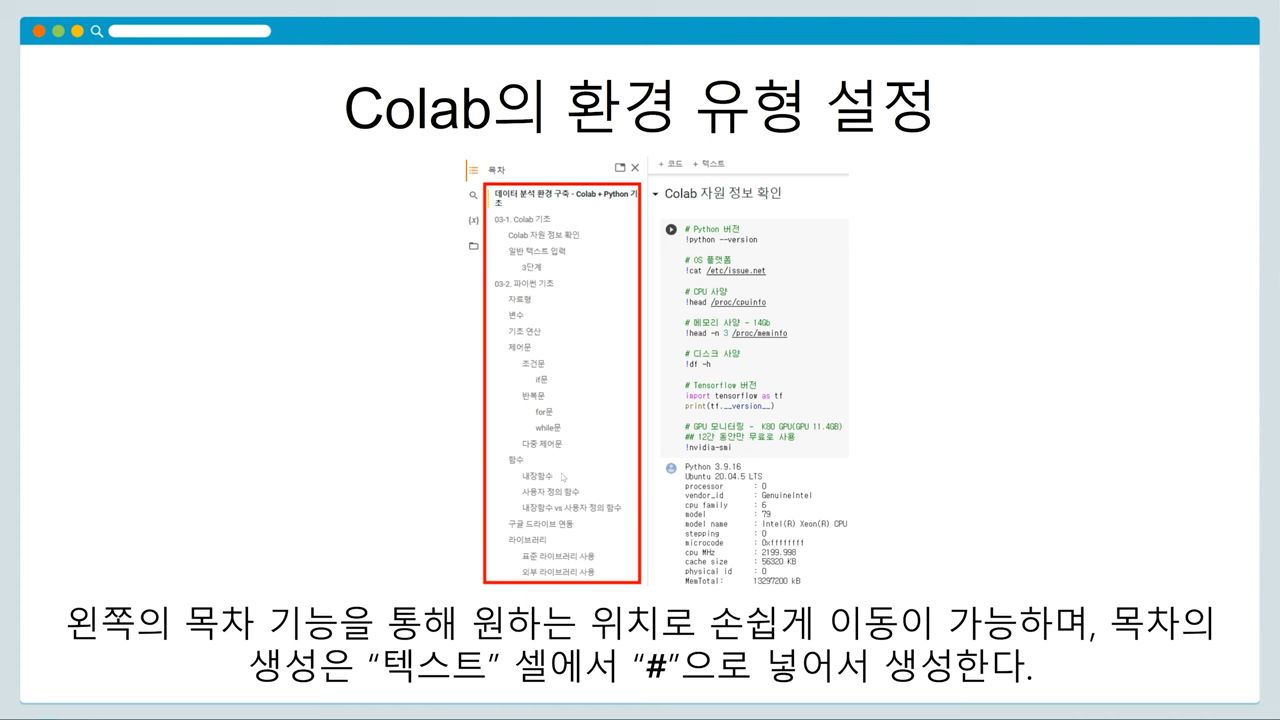 Colab의 환경 유형 설정
목차
데이터 분석 환경 구축 - Colab + Python 기
초
03-1. Colab 기초
Colab 자원 정보 확인
일반 택스트 입력
3단계
03-2. 파이썬 기초
자료형
변수
기초 연산
제어문
조건문
if문
반복문
for문
while문
다중 제어문
함수
내장함수
사용자 정의 함수
내장함수 vs 사용자 정의 함수
구글 드라이브 연동
라이브러리
표준 라이브러리 사용
외부 라이브러리 사용
+ 코드 + 텍스트
Colab 자원 정보 확인
# Python 버전
!python --version
# OS 플랫폼
!cat /etc/issue.net
# CPU 사양
!head /proc/cpuinfo
# 메모리 사양 - 14Gb
!head -n 3 /proc/meminfo
# 디스크 사양
!df -h
# Tensorflow 버전
import tensorflow as tf
print(tf.__version__)
# GPU 모니터링 - K80 GPU(GPU 11.4GB)
## 12간 동안만 무료로 사용
!nvidia-smi
Python 3.9.16
Ubuntu 20.04.5 LTS
processor : 0
vendor_id : GenuineIntel
cpu family : 6
model : 79
model name : Intel(R) Xeon(R) CPU
stepping : 0
microcode : 0xffffffff
cpu MHz : 2199.998
cache size : 56320 KB
physical id : 0
MemTotal: 13297200 kB
왼쪽의 목차 기능을 통해 원하는 위치로 손쉽게 이동이 가능하며, 목차의
생성은 “텍스트” 셀에서 “#”으로 넣어서 생성한다.